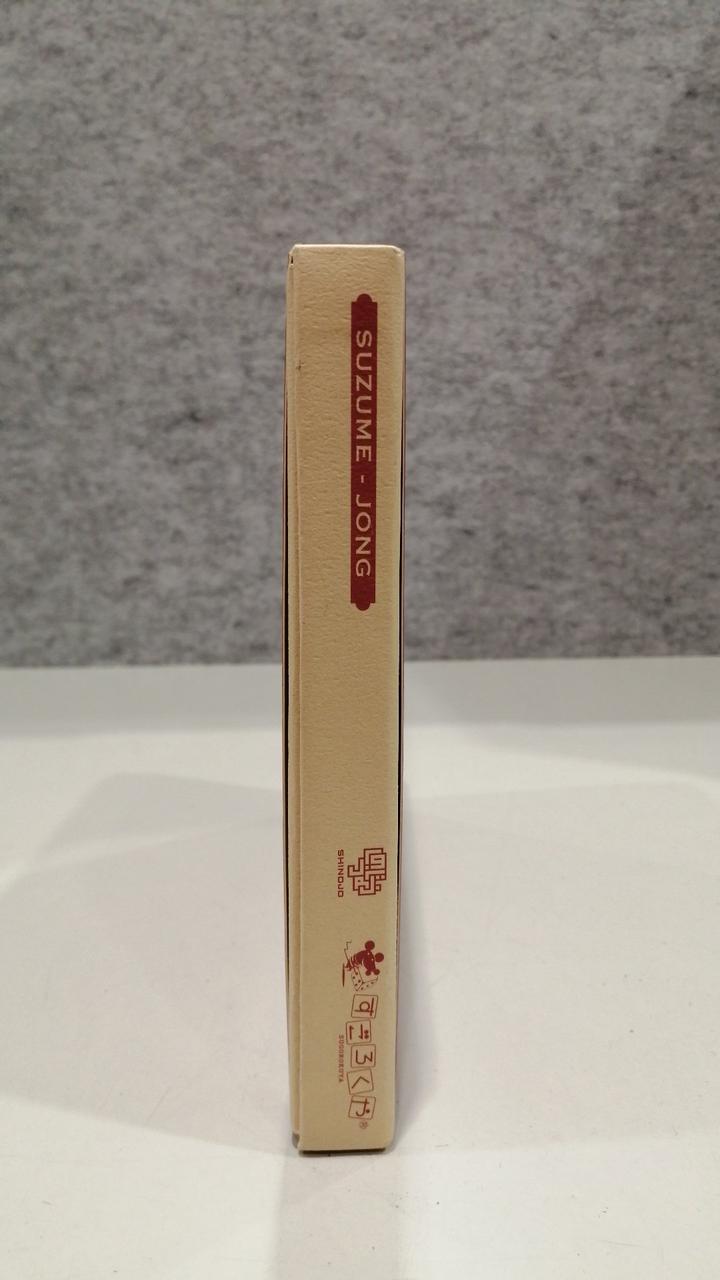 SUZUME - JONG
SHINOJO
すごろくや®
SUGOROKUYA